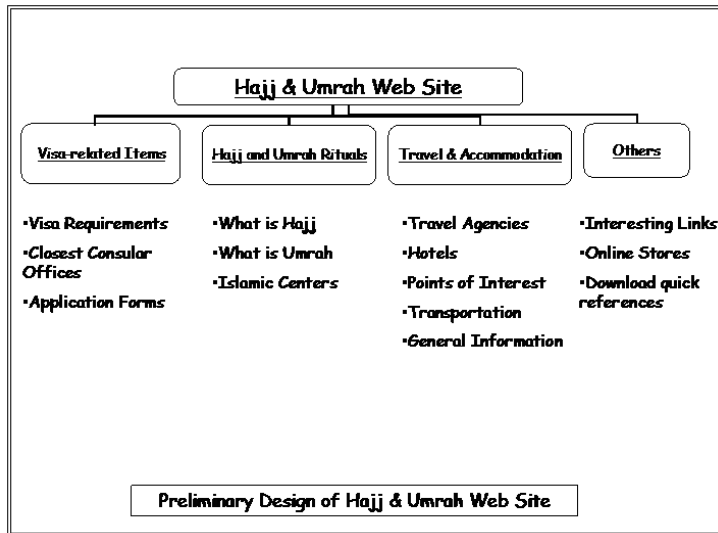 Hajj & Umrah Web Site
Visa-related Items
Hajj and Umrah Rituals
Travel & Accommodation
Others
•Visa Requirements
•Closest Consular
Offices
•Application Forms
•What is Hajj
•What is Umrah
•Islamic Centers
•Travel Agencies
•Hotels
•Points of Interest
•Transportation
•General Information
•Interesting Links
•Online Stores
•Download quick
references
Preliminary Design of Hajj & Umrah Web Site